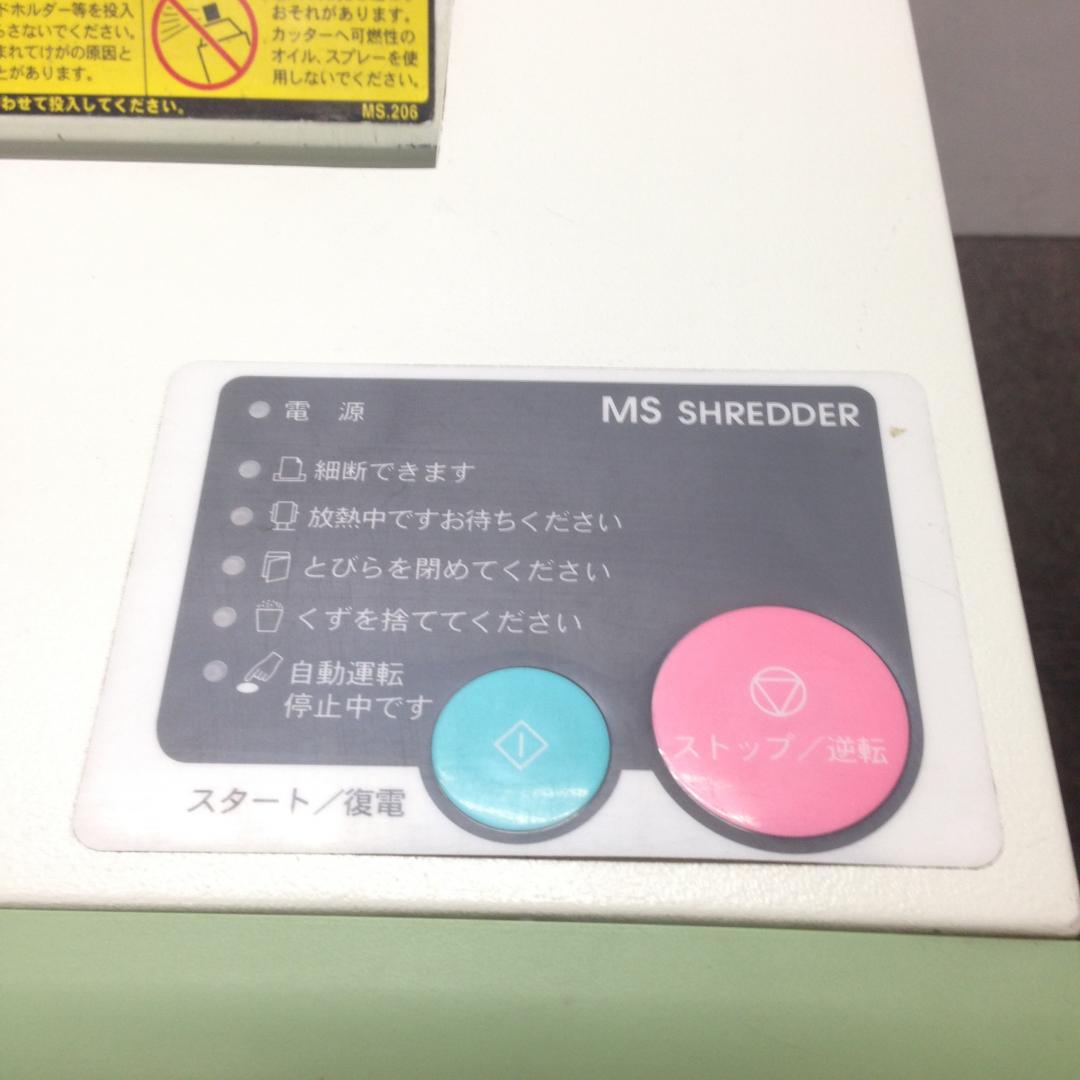 ドホルダー等を投入
らさないでください。
まれてけがの原因と
とがあります。
おそれがあります。
カッターへ可燃性の
オイル、スプレーを使
用しないでください。
わせて投入してください。
MS.206
電 源
MS SHREDDER
細断できます
放熱中ですお待ちください
とびらを閉めてください
くずを捨ててください
自動運転
停止中です
ストップ／逆転
スタート／復電